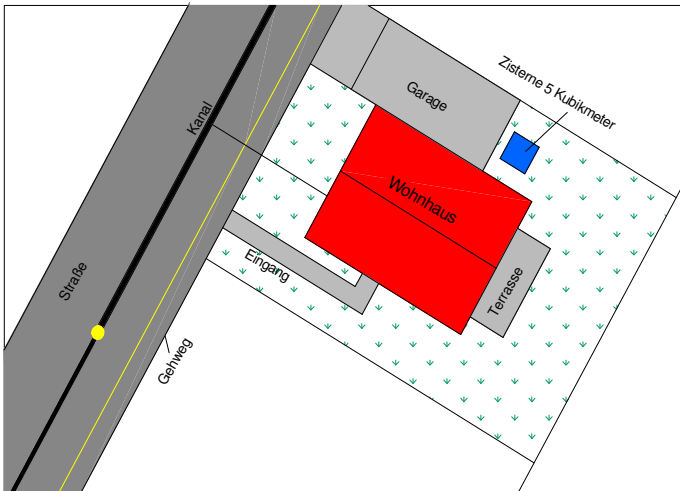 Zisterne 5 Kubikmeter
Garage
Kanal
Wohnhaus
Eingang
Straße
Terrasse
Gehweg